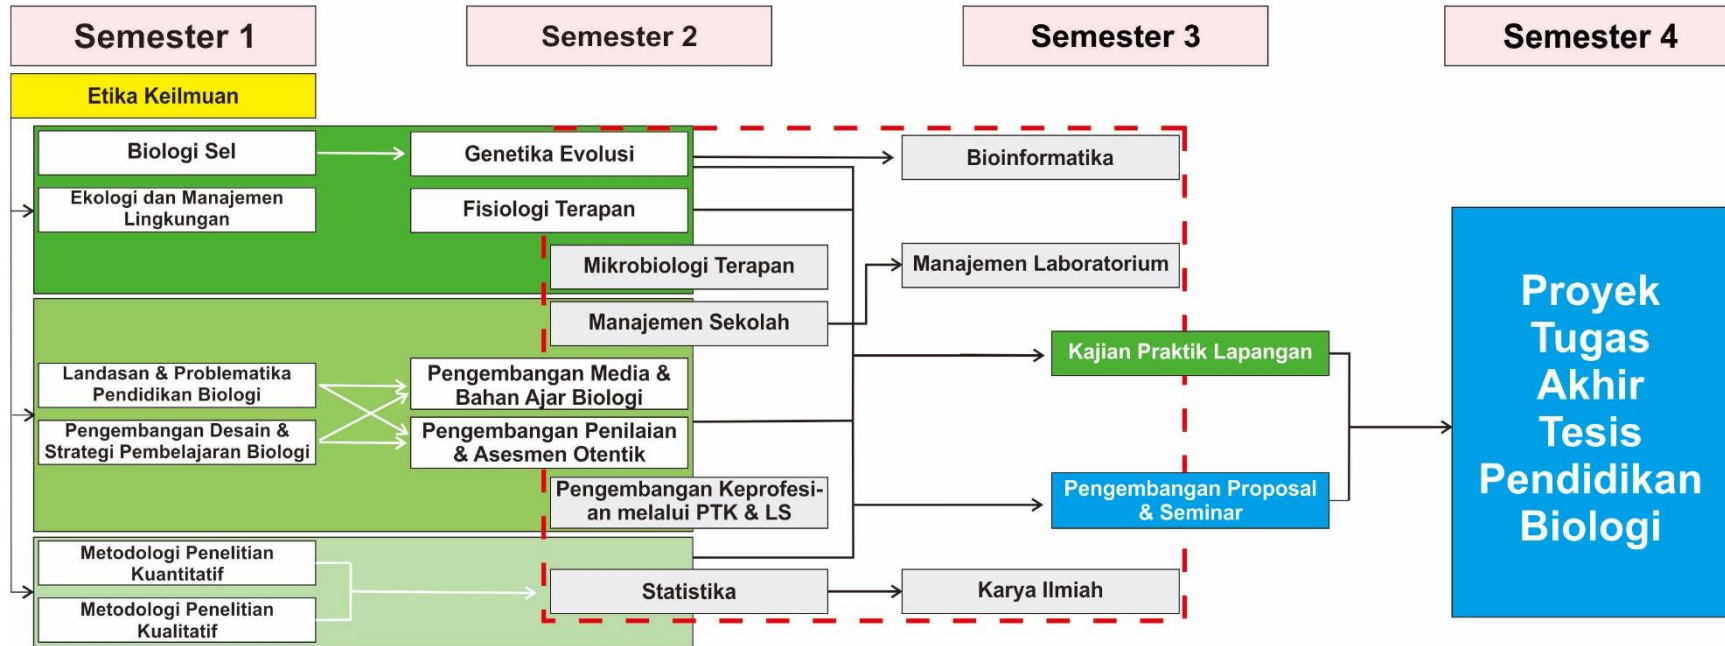 Semester 1
Semester 2
Semester 3
Semester 4
Etika Keilmuan
Biologi Sel
Genetika Evolusi
Bioinformatika
Ekologi dan Manajemen
Lingkungan
Fisiologi Terapan
Mikrobiologi Terapan
Manajemen Laboratorium
Manajemen Sekolah
Landasan & Problematika
Pendidikan Biologi
Pengembangan Media &
Bahan Ajar Biologi
Kajian Praktik Lapangan
Pengembangan Desain &
Strategi Pembelajaran Biologi
Pengembangan Penilaian
& Asesmen Otentik
Pengembangan Keprofesi-
an melalui PTK & LS
Pengembangan Proposal
& Seminar
Metodologi Penelitian
Kuantitatif
Metodologi Penelitian
Kualitatif
Statistika
Karya Ilmiah
Proyek
Tugas
Akhir
Tesis
Pendidikan
Biologi